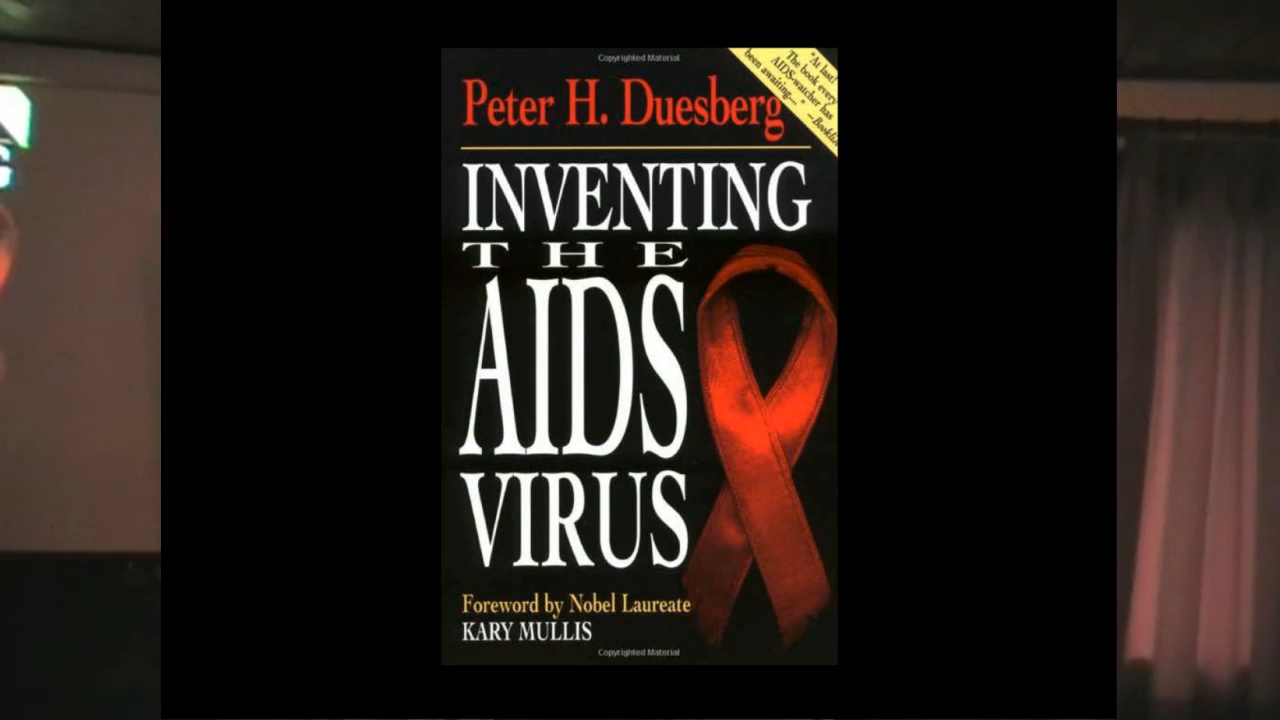 Copyrighted Material
"At last!
The book every
AIDS-watcher has
been awaiting..."
Peter H. Duesberg
INVENTING
THE
AIDS
VIRUS
Foreword by Nobel Laureate
KARY MULLIS
Copyrighted Material